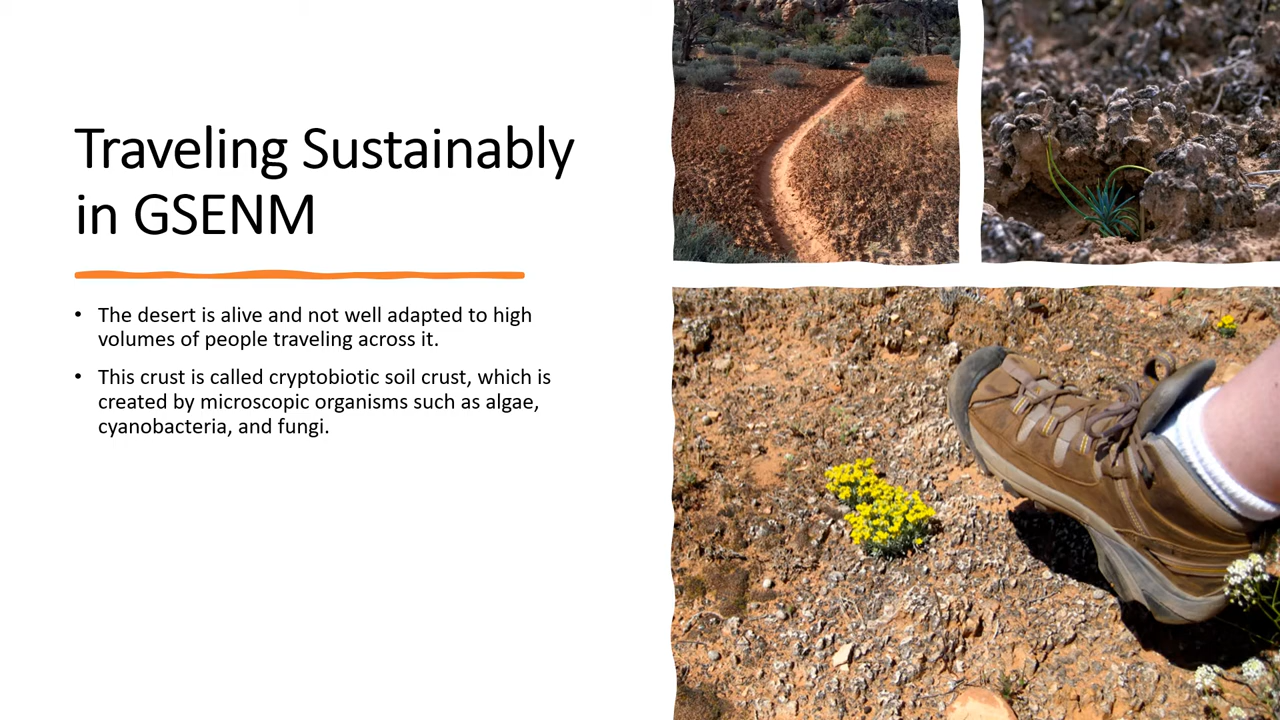 Traveling Sustainably
in GSENM
• The desert is alive and not well adapted to high
volumes of people traveling across it.
• This crust is called cryptobiotic soil crust, which is
created by microscopic organisms such as algae,
cyanobacteria, and fungi.